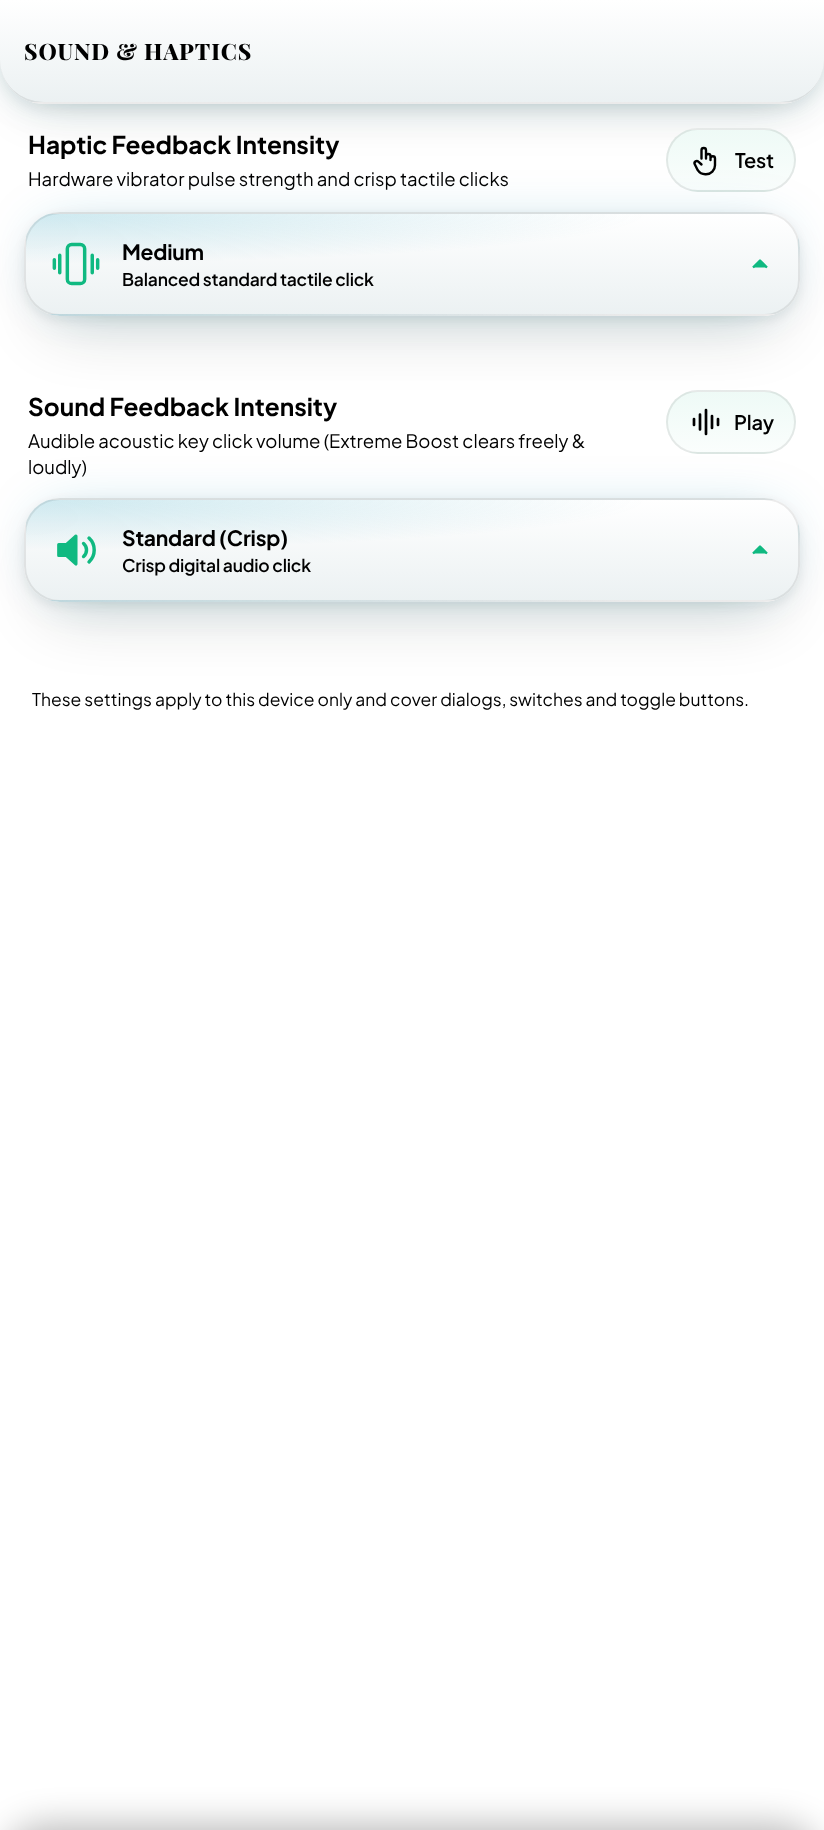 SOUND & HAPTICS
Haptic Feedback Intensity
Hardware vibrator pulse strength and crisp tactile clicks
Test
Medium
Balanced standard tactile click
Sound Feedback Intensity
Audible acoustic key click volume (Extreme Boost clears freely &
loudly)
Play
Standard (Crisp)
Crisp digital audio click
These settings apply to this device only and cover dialogs, switches and toggle buttons.